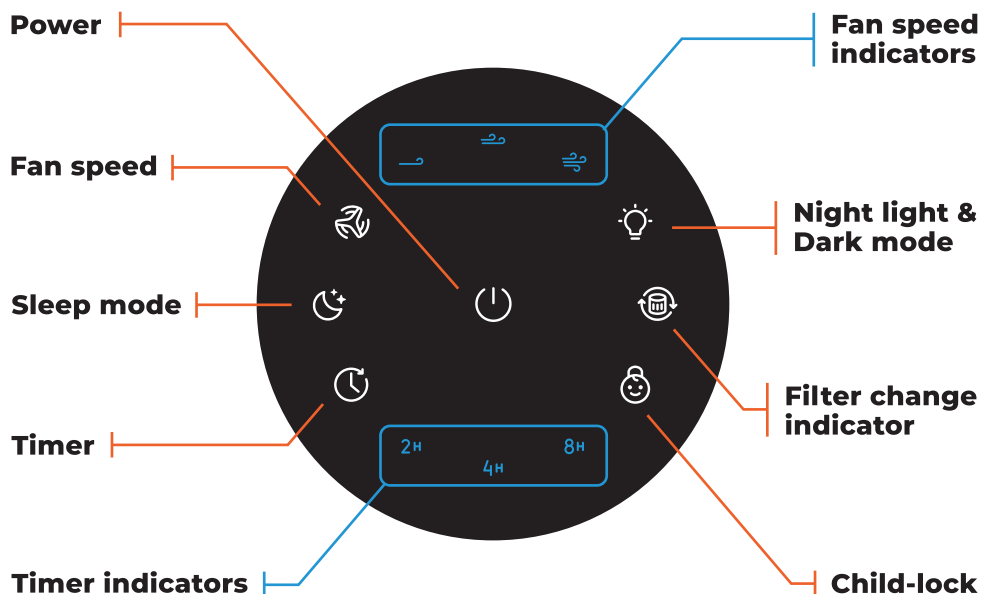 Power
Fan speed
indicators
Fan speed
Night light &
Dark mode
Sleep mode
Filter change
indicator
Timer
2H
8H
4H
Timer indicators
Child-lock